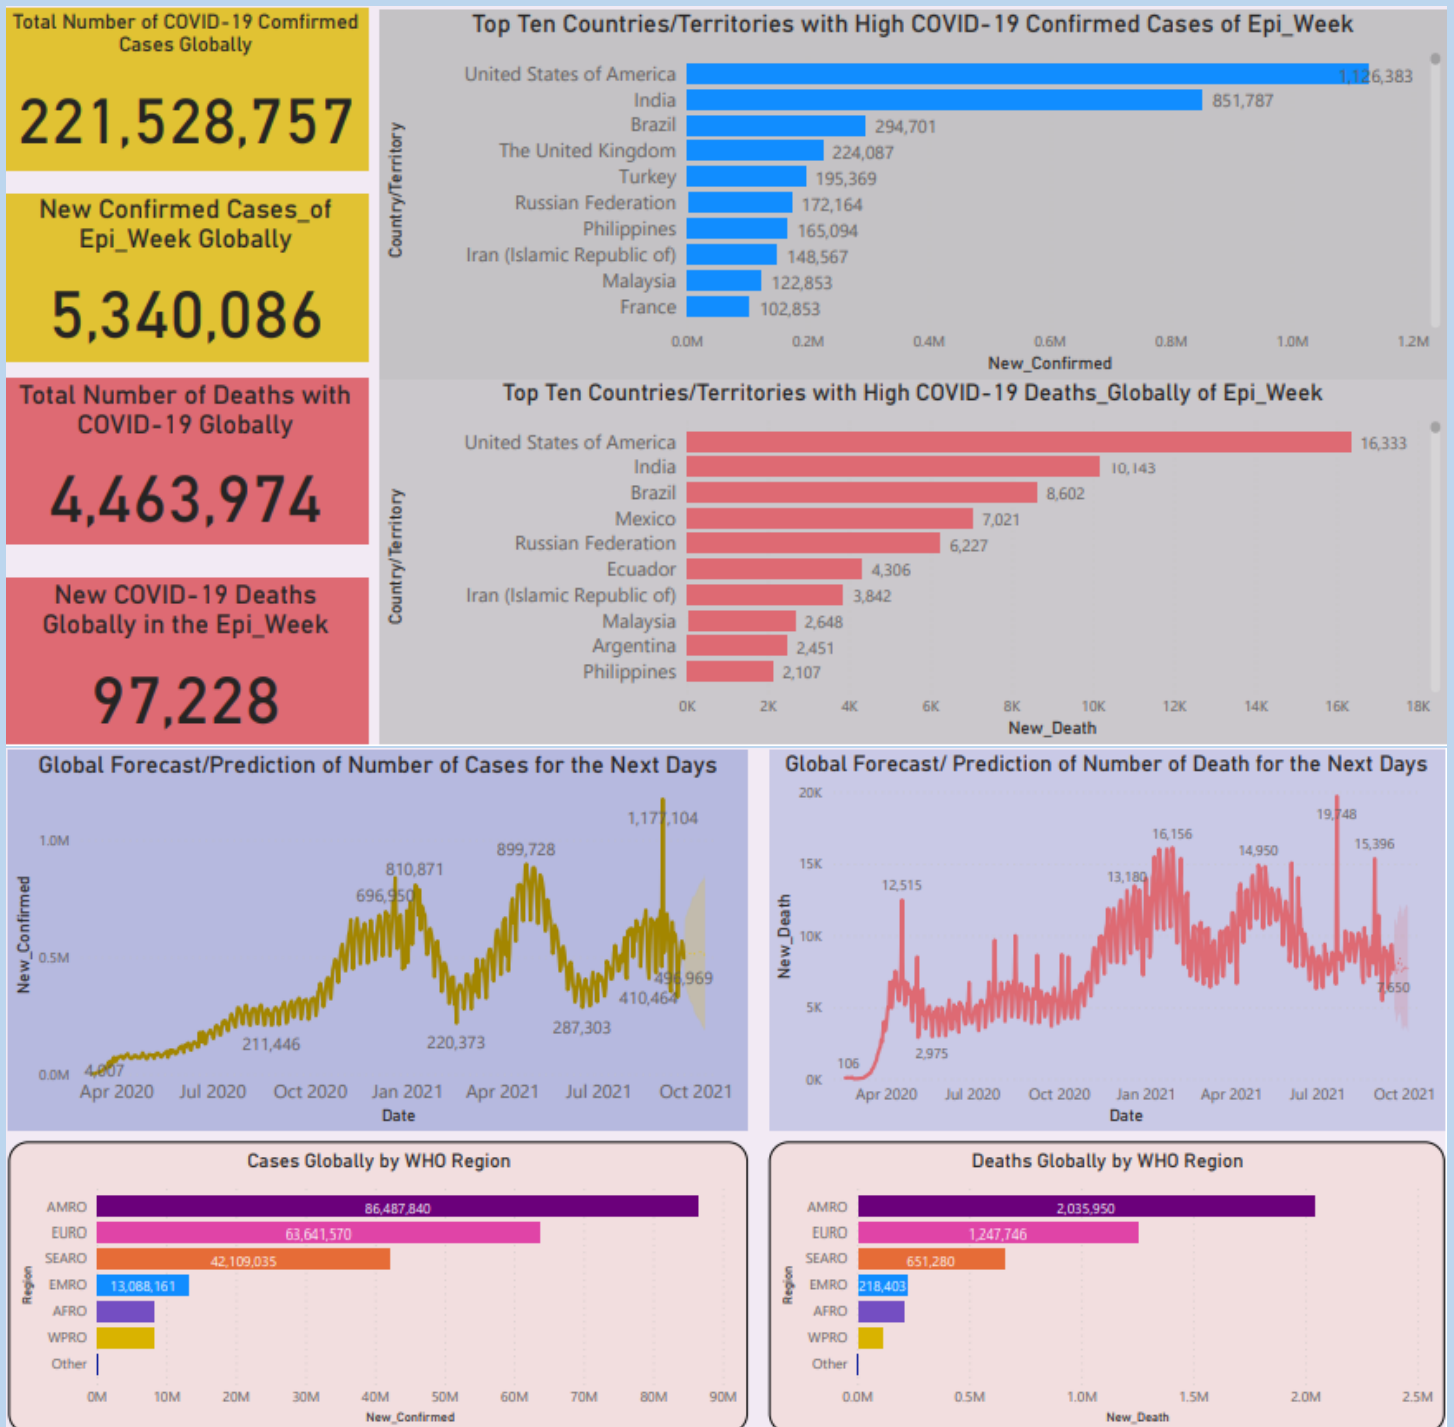 Total Number of COVID-19 Comfirmed
Cases Globally
221,528,757
New Confirmed Cases_of
Epi_Week Globally
5,340,086
Total Number of Deaths with
COVID-19 Globally
4,463,974
New COVID-19 Deaths
Globally in the Epi_Week
97,228
Top Ten Countries/Territories with High COVID-19 Confirmed Cases of Epi_Week
Country/Territory
United States of America 1,126,383
India 851,787
Brazil 294,701
The United Kingdom 224,087
Turkey 195,369
Russian Federation 172,164
Philippines 165,094
Iran (Islamic Republic of) 148,567
Malaysia 122,853
France 102,853
0.0M 0.2M 0.4M 0.6M 0.8M 1.0M 1.2M
New_Confirmed
Top Ten Countries/Territories with High COVID-19 Deaths_Globally of Epi_Week
Country/Territory
United States of America 16,333
India 10,143
Brazil 8,602
Mexico 7,021
Russian Federation 6,227
Ecuador 4,306
Iran (Islamic Republic of) 3,842
Malaysia 2,648
Argentina 2,451
Philippines 2,107
0K 2K 4K 6K 8K 10K 12K 14K 16K 18K
New_Death
Global Forecast/Prediction of Number of Cases for the Next Days
New_Confirmed
1.0M
0.5M
0.0M
1,177,104
899,728
810,871
696,950
496,969
410,464
287,303
220,373
211,446
4,007
Apr 2020 Jul 2020 Oct 2020 Jan 2021 Apr 2021 Jul 2021 Oct 2021
Date
Global Forecast/ Prediction of Number of Death for the Next Days
New_Death
20K
15K
10K
5K
0K
19,748
16,156
15,396
14,950
13,180
12,515
7,650
2,975
106
Apr 2020 Jul 2020 Oct 2020 Jan 2021 Apr 2021 Jul 2021 Oct 2021
Date
Cases Globally by WHO Region
Region
AMRO 86,487,840
EURO 63,641,570
SEARO 42,109,035
EMRO 13,088,161
AFRO
WPRO
Other
0M 10M 20M 30M 40M 50M 60M 70M 80M 90M
New_Confirmed
Deaths Globally by WHO Region
Region
AMRO 2,035,950
EURO 1,247,746
SEARO 651,280
EMRO 218,403
AFRO
WPRO
Other
0.0M 0.5M 1.0M 1.5M 2.0M 2.5M
New_Death